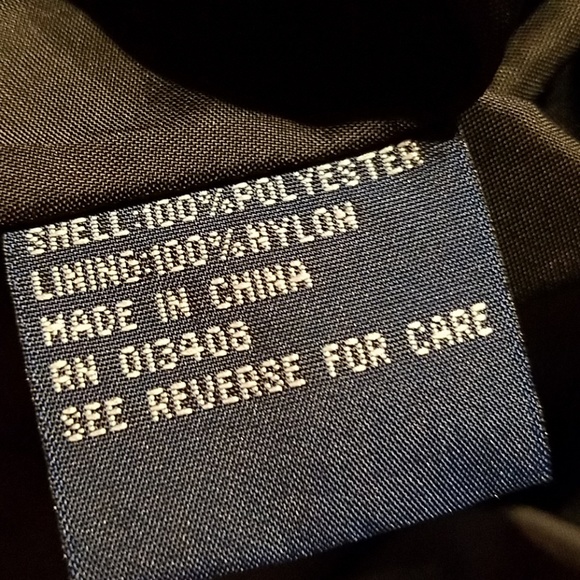 SHELL:100%POLYESTER
LINING:100%NYLON
MADE IN CHINA
RN 013408
SEE REVERSE FOR CARE